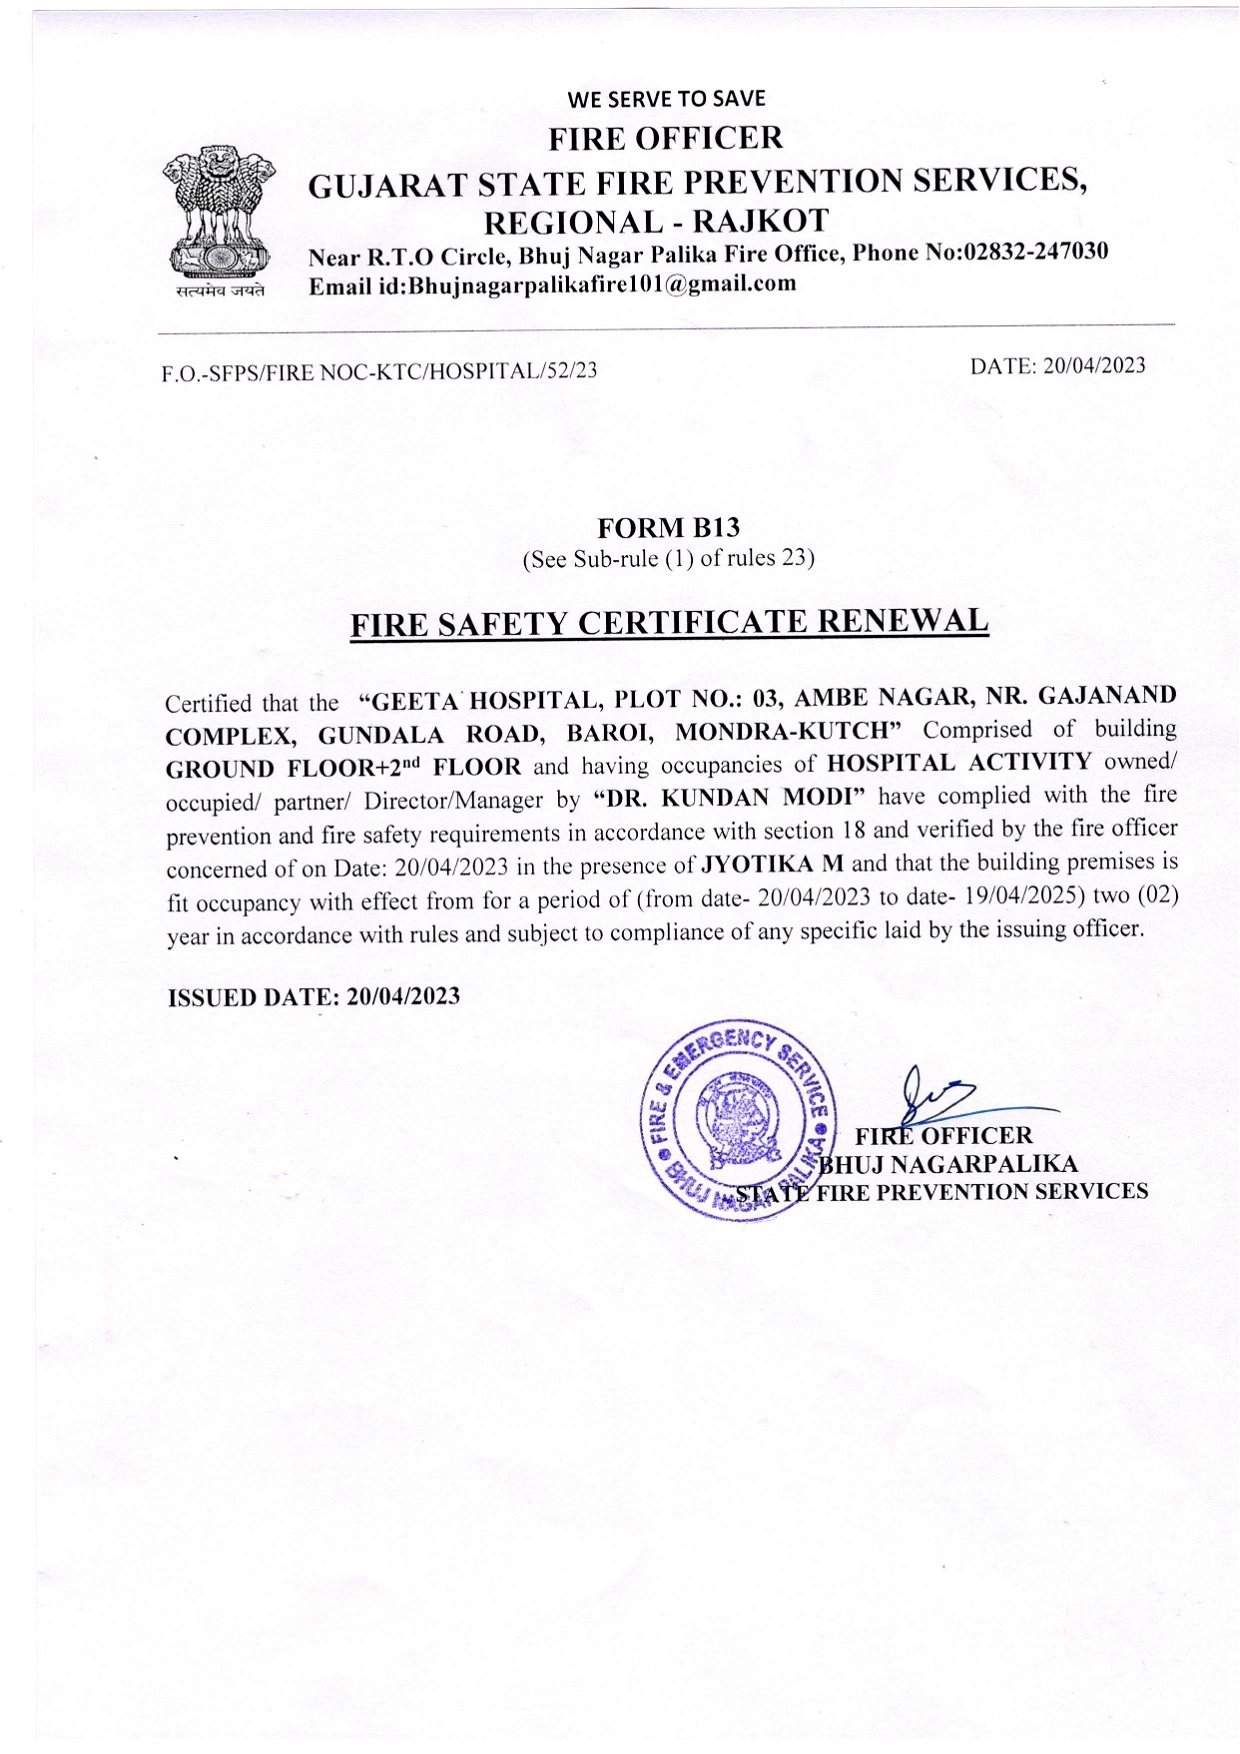 WE SERVE TO SAVE
FIRE OFFICER
GUJARAT STATE FIRE PREVENTION SERVICES,
REGIONAL - RAJKOT
Near R.T.O Circle, Bhuj Nagar Palika Fire Office, Phone No:02832-247030
Email id:Bhujnagarpalikafire101@gmail.com
सत्यमेव जयते
F.O.-SFPS/FIRE NOC-KTC/HOSPITAL/52/23
DATE: 20/04/2023
FORM B13
(See Sub-rule (1) of rules 23)
FIRE SAFETY CERTIFICATE RENEWAL
Certified that the “GEETA HOSPITAL, PLOT NO.: 03, AMBE NAGAR, NR. GAJANAND
COMPLEX, GUNDALA ROAD, BAROI, MONDRA-KUTCH” Comprised of building
GROUND FLOOR+2nd FLOOR and having occupancies of HOSPITAL ACTIVITY owned/
occupied/ partner/ Director/Manager by “DR. KUNDAN MODI” have complied with the fire
prevention and fire safety requirements in accordance with section 18 and verified by the fire officer
concerned of on Date: 20/04/2023 in the presence of JYOTIKA M and that the building premises is
fit occupancy with effect from for a period of (from date- 20/04/2023 to date- 19/04/2025) two (02)
year in accordance with rules and subject to compliance of any specific laid by the issuing officer.
ISSUED DATE: 20/04/2023
FIRE & EMERGENCY SERVICE
BHUJ NAGAR PALIKA
FIRE OFFICER
BHUJ NAGARPALIKA
STATE FIRE PREVENTION SERVICES